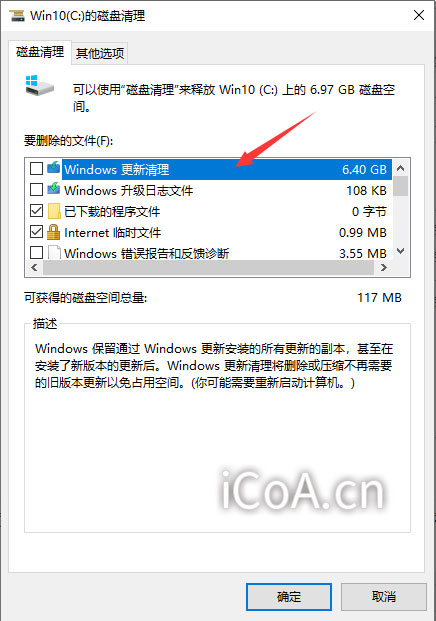 Win10(C:)的磁盘清理
磁盘清理
其他选项
可以使用“磁盘清理”来释放 Win10 (C:) 上的 6.97 GB 磁盘空
间。
要删除的文件(F):
Windows 更新清理 6.40 GB
Windows 升级日志文件 108 KB
已下载的程序文件 0 字节
Internet 临时文件 0.99 MB
Windows 错误报告和反馈诊断 3.55 MB
可获得的磁盘空间总量: 117 MB
描述
Windows 保留通过 Windows 更新安装的所有更新的副本，甚至在
安装了新版本的更新后。Windows 更新清理将删除或压缩不再需要
的旧版本更新以免占用空间。(你可能需要重新启动计算机。)
iCoA.cn
确定
取消